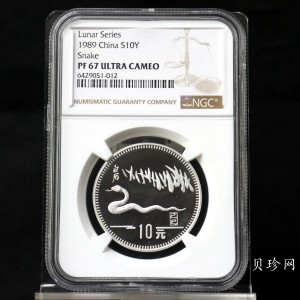 Lunar Series
1989 China S10Y
Snake
PF 67 ULTRA CAMEO
6429051-012
NUMISMATIC GUARANTY COMPANY
NGC
10元
贝珍网